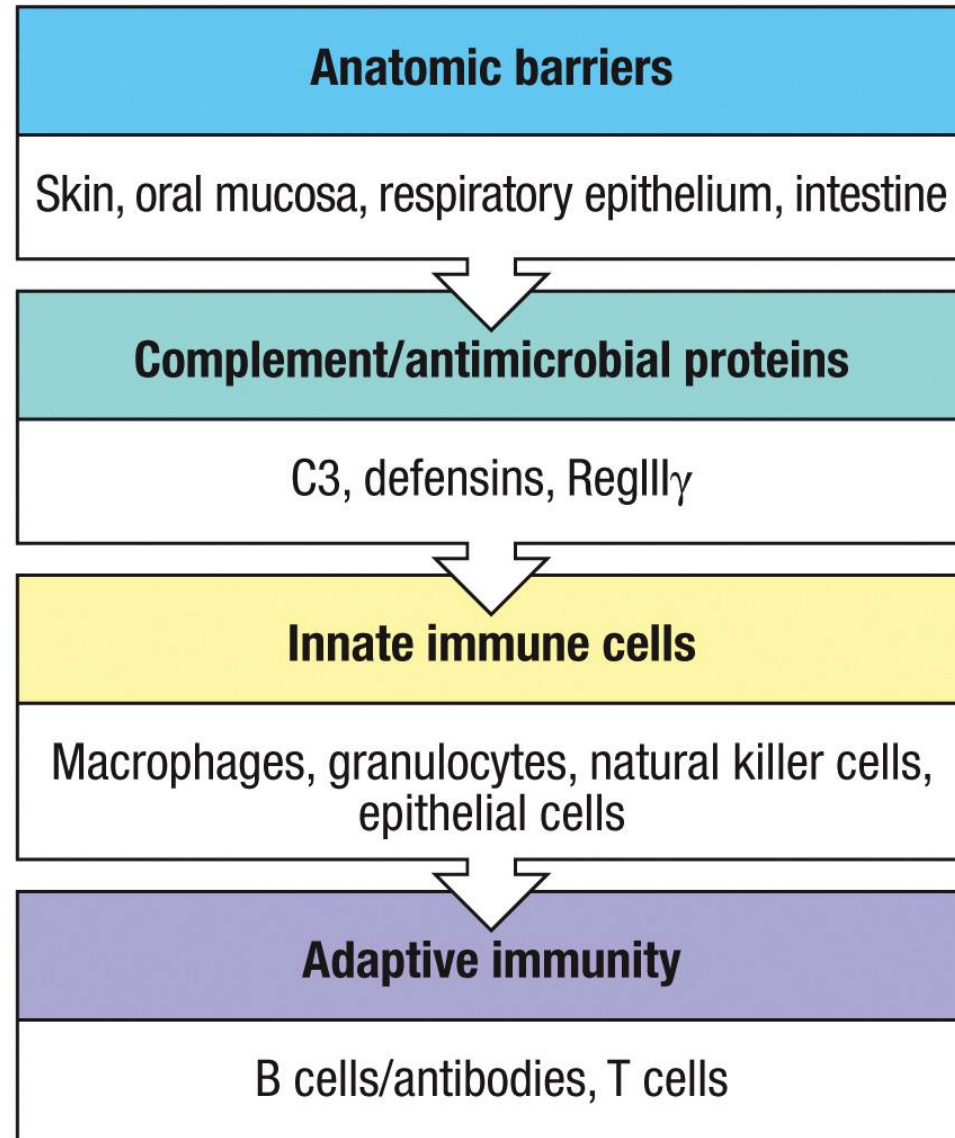 Anatomic barriers
Skin, oral mucosa, respiratory epithelium, intestine
Complement/antimicrobial proteins
C3, defensins, RegIIIγ
Innate immune cells
Macrophages, granulocytes, natural killer cells,
epithelial cells
Adaptive immunity
B cells/antibodies, T cells